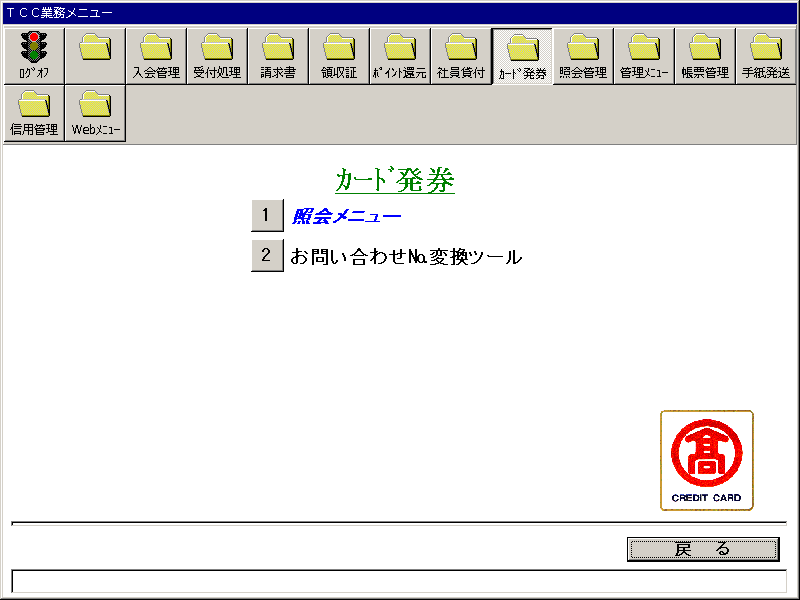 ＴＣＣ業務メニュー
ﾛｸﾞｵﾌ
入会管理
受付処理
請求書
領収証
ﾎﾟｲﾝﾄ還元
社員貸付
ｶｰﾄﾞ発券
照会管理
管理ﾒﾆｭｰ
帳票管理
手紙発送
信用管理
Webﾒﾆｭｰ
ｶｰﾄﾞ発券
1 照会メニュー
2 お問い合わせ№変換ツール
髙
CREDIT CARD
戻　る